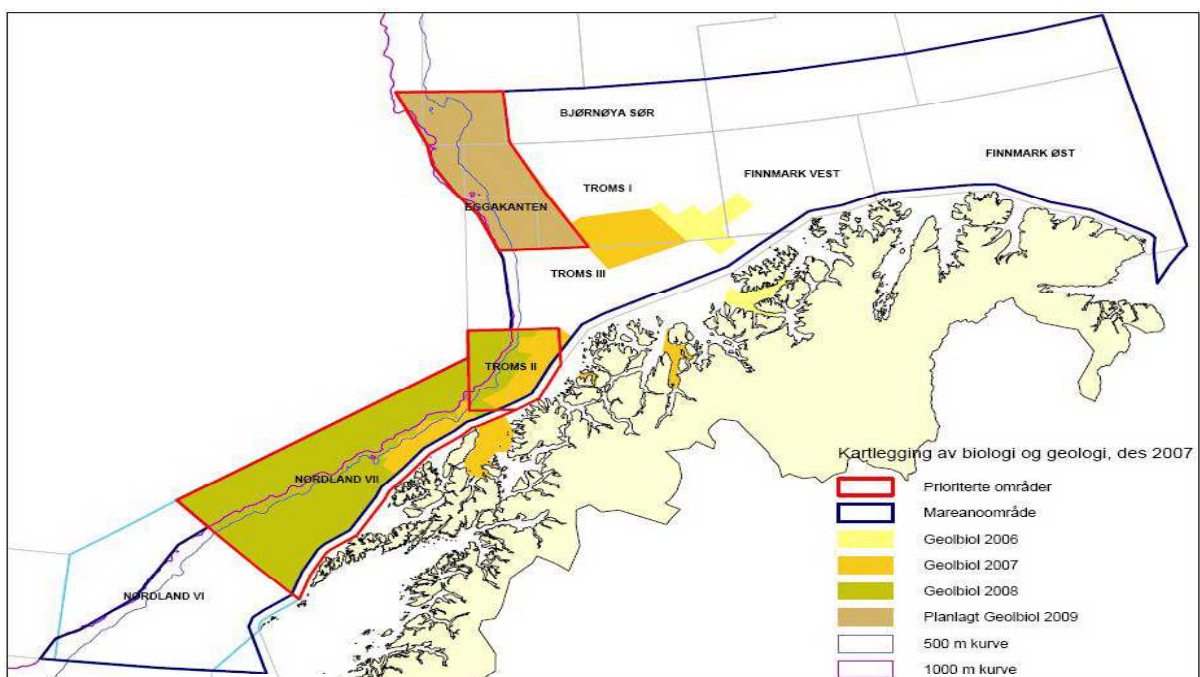 BJØRNØYA SØR
FINNMARK ØST
FINNMARK VEST
TROMS I
EGGAKANTEN
TROMS III
TROMS II
NORDLAND VII
NORDLAND VI
Kartlegging av biologi og geologi, des 2007
Prioriterte områder
Mareanoområde
Geolbiol 2006
Geolbiol 2007
Geolbiol 2008
Planlagt Geolbiol 2009
500 m kurve
1000 m kurve